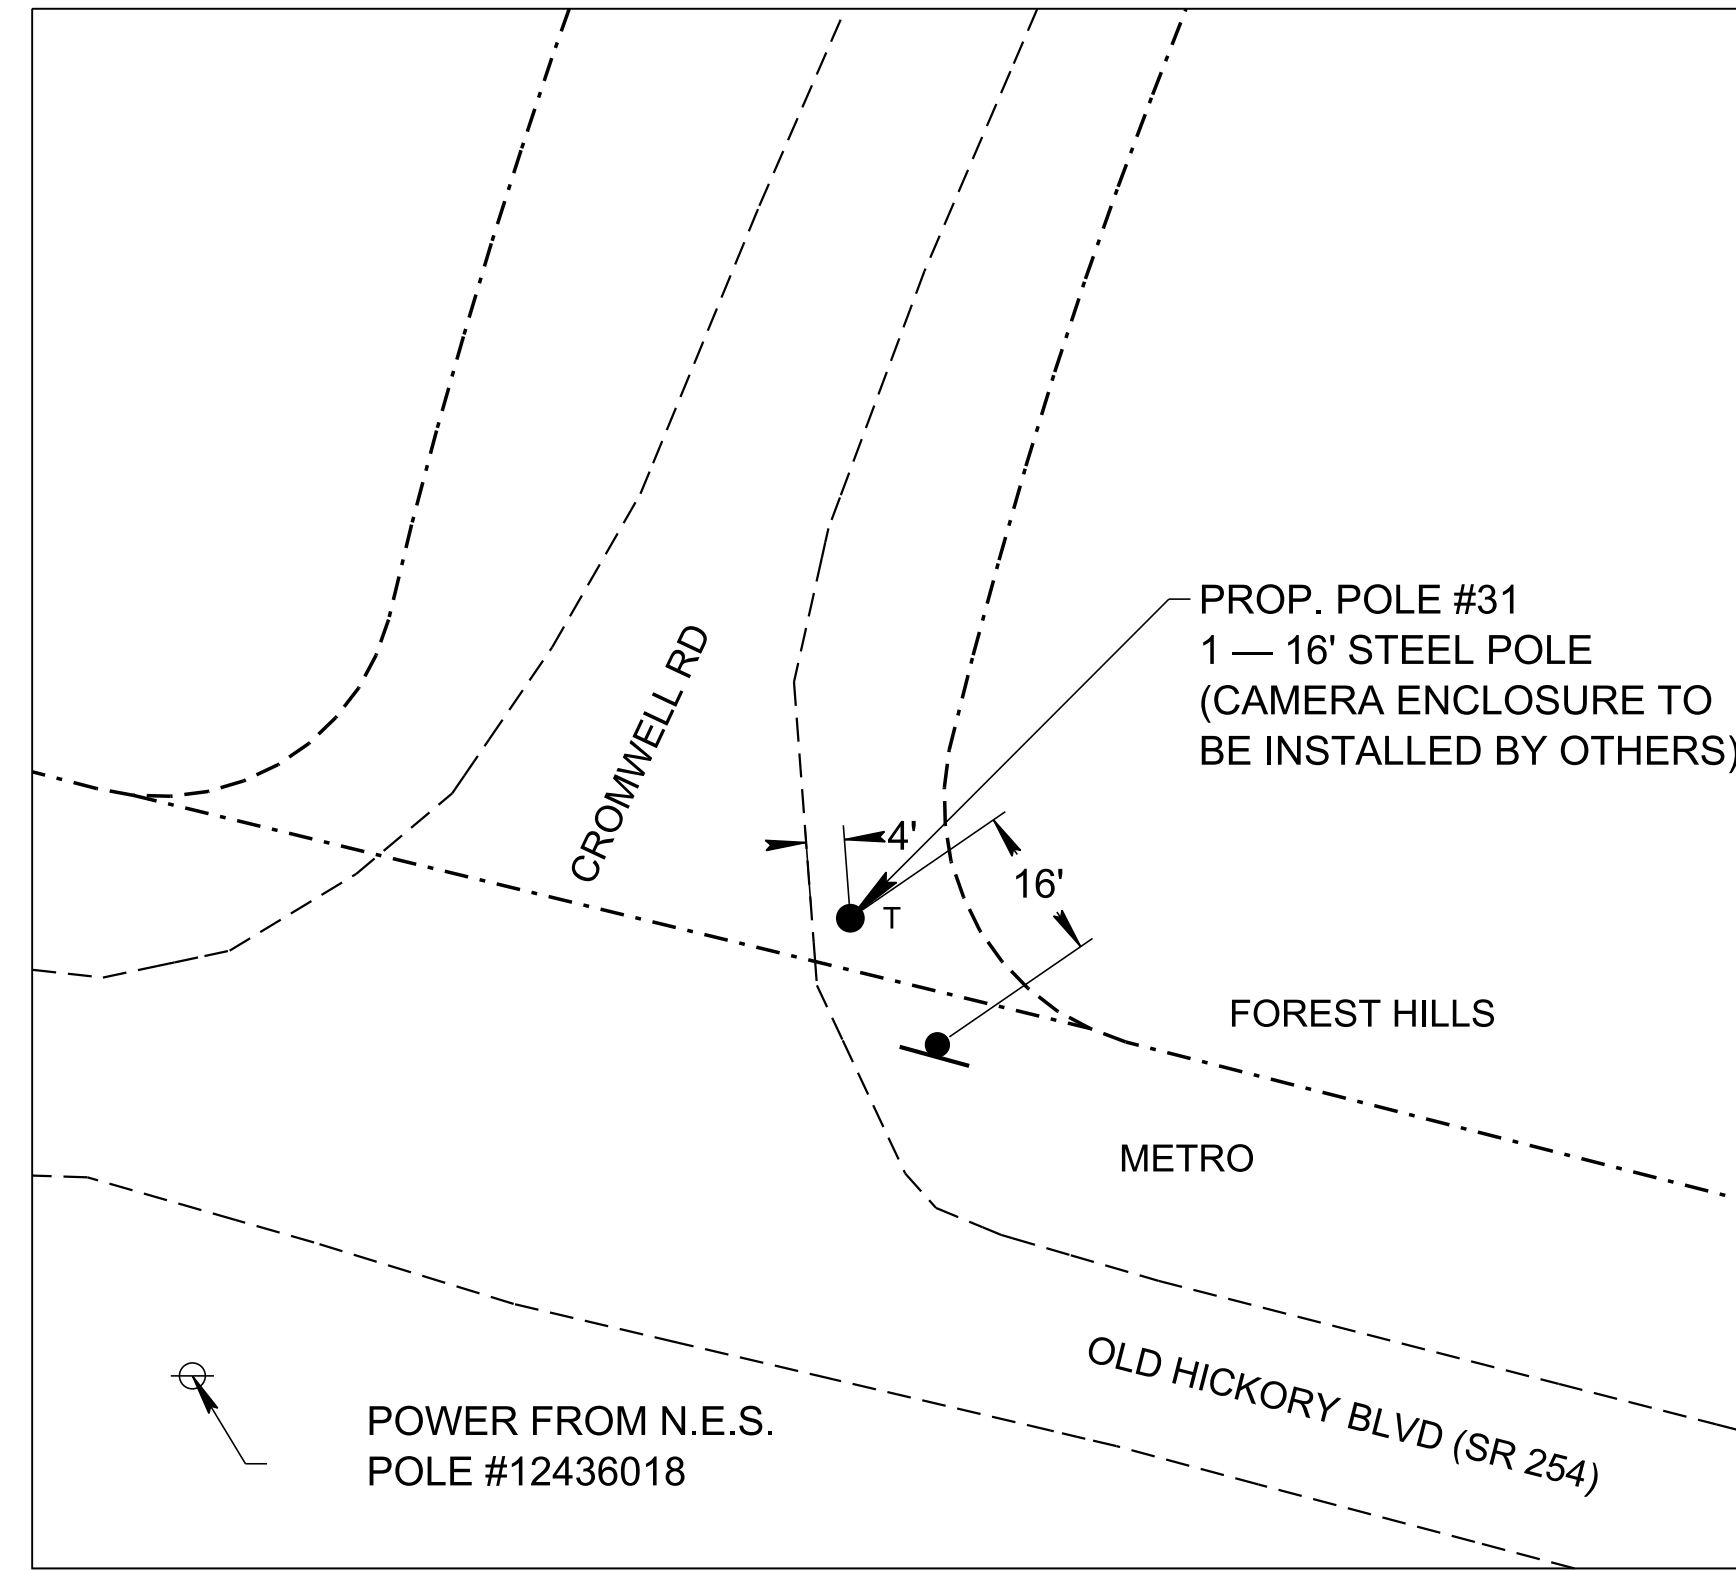 PROP. POLE #31
1 — 16' STEEL POLE
(CAMERA ENCLOSURE TO
BE INSTALLED BY OTHERS)
CROMWELL RD
4'
16'
T
FOREST HILLS
METRO
OLD HICKORY BLVD (SR 254)
POWER FROM N.E.S.
POLE #12436018